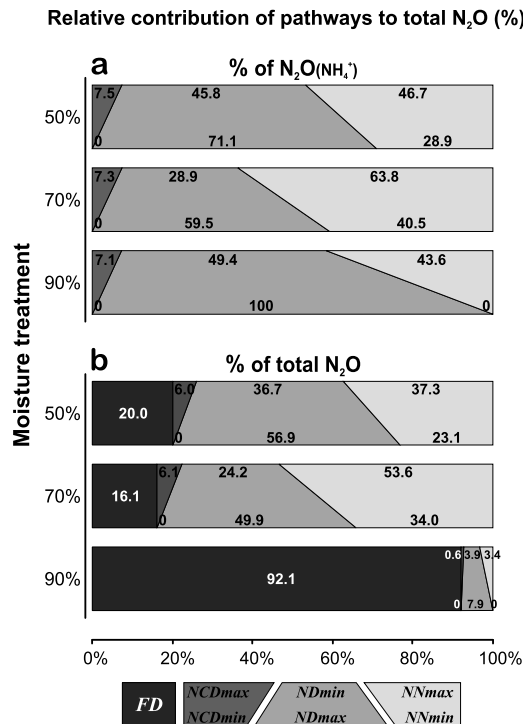 Relative contribution of pathways to total N₂O (%)
a
% of N₂O(NH₄⁺)
50%
7.5 45.8 46.7
0 71.1 28.9
70%
7.3 28.9 63.8
0 59.5 40.5
90%
7.1 49.4 43.6
0 100 0
Moisture treatment
b
% of total N₂O
50%
20.0
6.0 36.7 37.3
0 56.9 23.1
70%
16.1
6.1 24.2 53.6
0 49.9 34.0
90%
92.1
0.6 3.9 3.4
0 7.9 0
0% 20% 40% 60% 80% 100%
FD
NCDmax NDmin NNmax
NCDmin NDmax NNmin